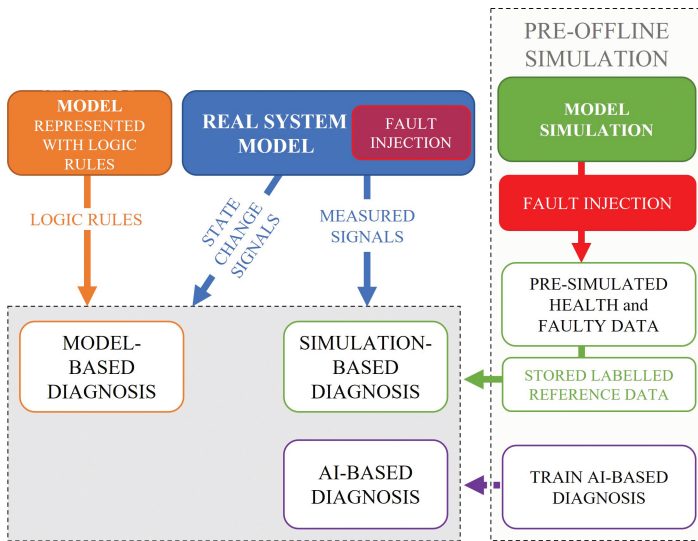 PRE-OFFLINE
SIMULATION
MODEL
REPRESENTED
WITH LOGIC
RULES
REAL SYSTEM
MODEL
FAULT
INJECTION
MODEL
SIMULATION
LOGIC RULES
STATE
CHANGE
SIGNALS
MEASURED
SIGNALS
FAULT INJECTION
PRE-SIMULATED
HEALTH and
FAULTY DATA
MODEL-
BASED
DIAGNOSIS
SIMULATION-
BASED
DIAGNOSIS
STORED LABELLED
REFERENCE DATA
AI-BASED
DIAGNOSIS
TRAIN AI-BASED
DIAGNOSIS